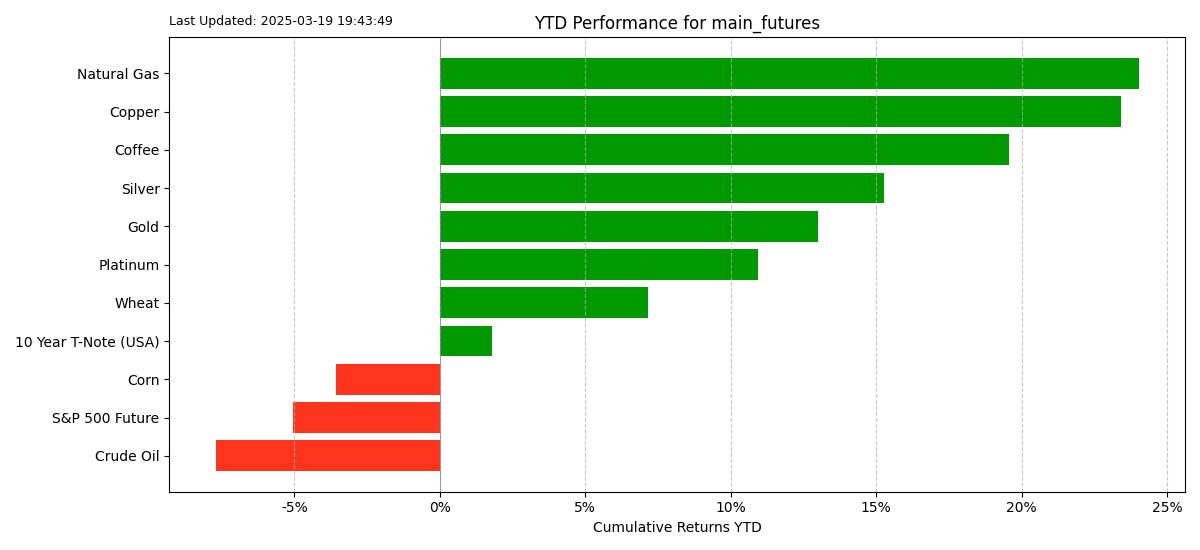 Last Updated: 2025-03-19 19:43:49
YTD Performance for main_futures
Natural Gas
Copper
Coffee
Silver
Gold
Platinum
Wheat
10 Year T-Note (USA)
Corn
S&P 500 Future
Crude Oil
-5% 0% 5% 10% 15% 20% 25%
Cumulative Returns YTD